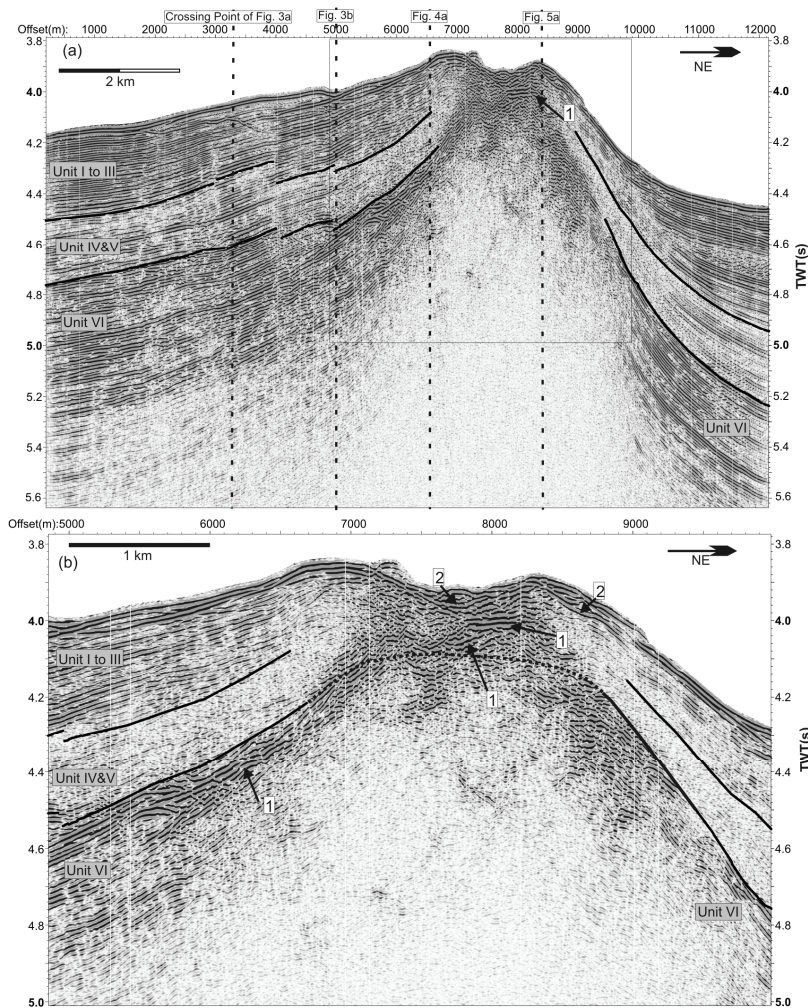 Crossing Point of Fig. 3a Fig. 3b Fig. 4a Fig. 5a
Offset(m): 1000 2000 3000 4000 5000 6000 7000 8000 9000 10000 11000 12000
3.8 3.8
(a)
2 km
NE
4.0 4.0
1
4.2 4.2
Unit I to III
4.4 4.4
Unit IV&V
4.6 4.6
TWT(s)
4.8 4.8
Unit VI
5.0 5.0
5.2 5.2
Unit VI
5.4 5.4
5.6 5.6
Offset(m):5000 6000 7000 8000 9000
3.8 3.8
(b)
1 km
NE
2
2
4.0 4.0
Unit I to III
1
1
4.2 4.2
TWT(s)
Unit IV&V
4.4 4.4
1
4.6 4.6
Unit VI
4.8 4.8
Unit VI
5.0 5.0